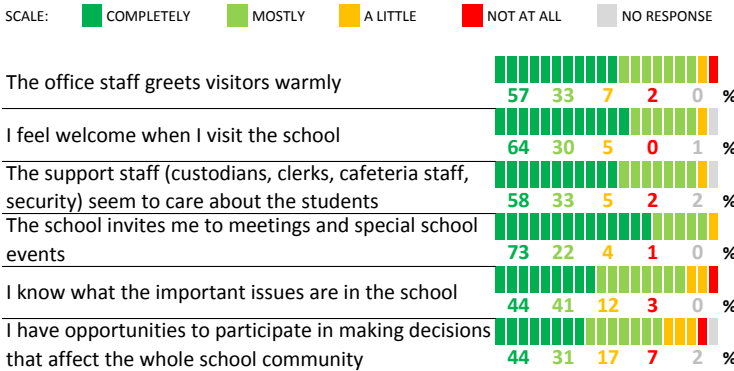 SCALE: COMPLETELY MOSTLY A LITTLE NOT AT ALL NO RESPONSE
The office staff greets visitors warmly
57 33 7 2 0 %
I feel welcome when I visit the school
64 30 5 0 1 %
The support staff (custodians, clerks, cafeteria staff,
security) seem to care about the students
58 33 5 2 2 %
The school invites me to meetings and special school
events
73 22 4 1 0 %
I know what the important issues are in the school
44 41 12 3 0 %
I have opportunities to participate in making decisions
that affect the whole school community
44 31 17 7 2 %